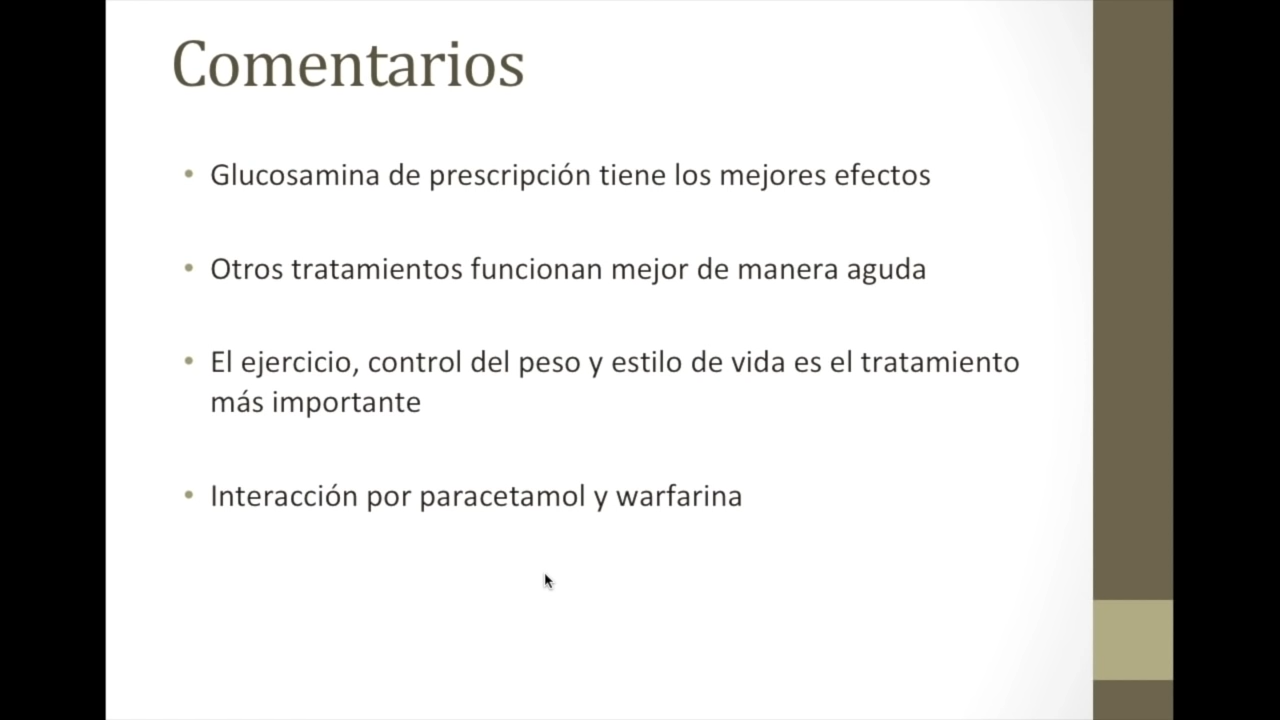 Comentarios
• Glucosamina de prescripción tiene los mejores efectos
• Otros tratamientos funcionan mejor de manera aguda
• El ejercicio, control del peso y estilo de vida es el tratamiento
más importante
• Interacción por paracetamol y warfarina